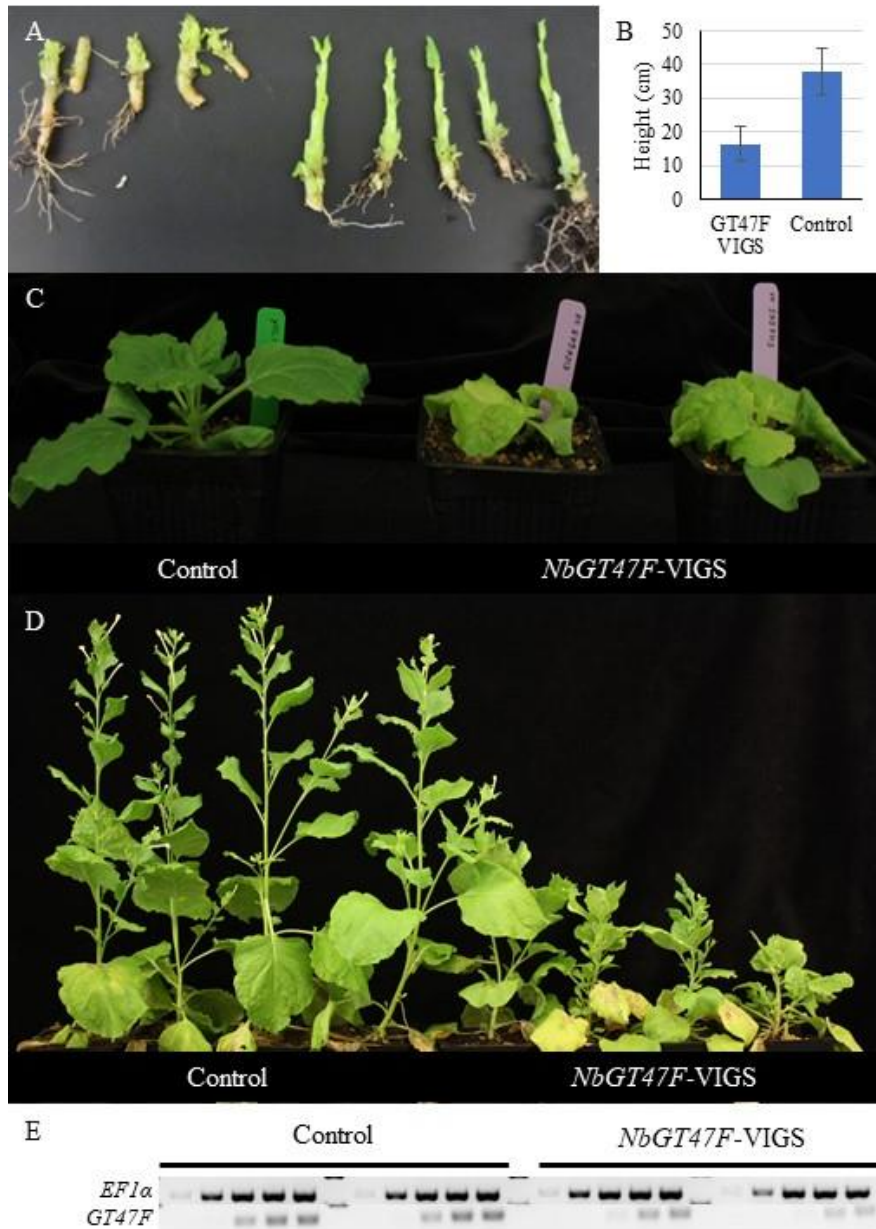 A
B
Height (cm)
50
40
30
20
10
0
GT47F
VIGS
Control
C
Control
NbGT47F-VIGS
D
Control
NbGT47F-VIGS
E
Control
NbGT47F-VIGS
EF1α
GT47F